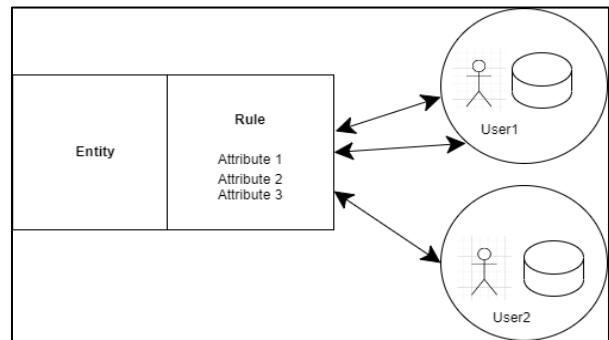 Entity
Rule
Attribute 1
Attribute 2
Attribute 3
User1
User2